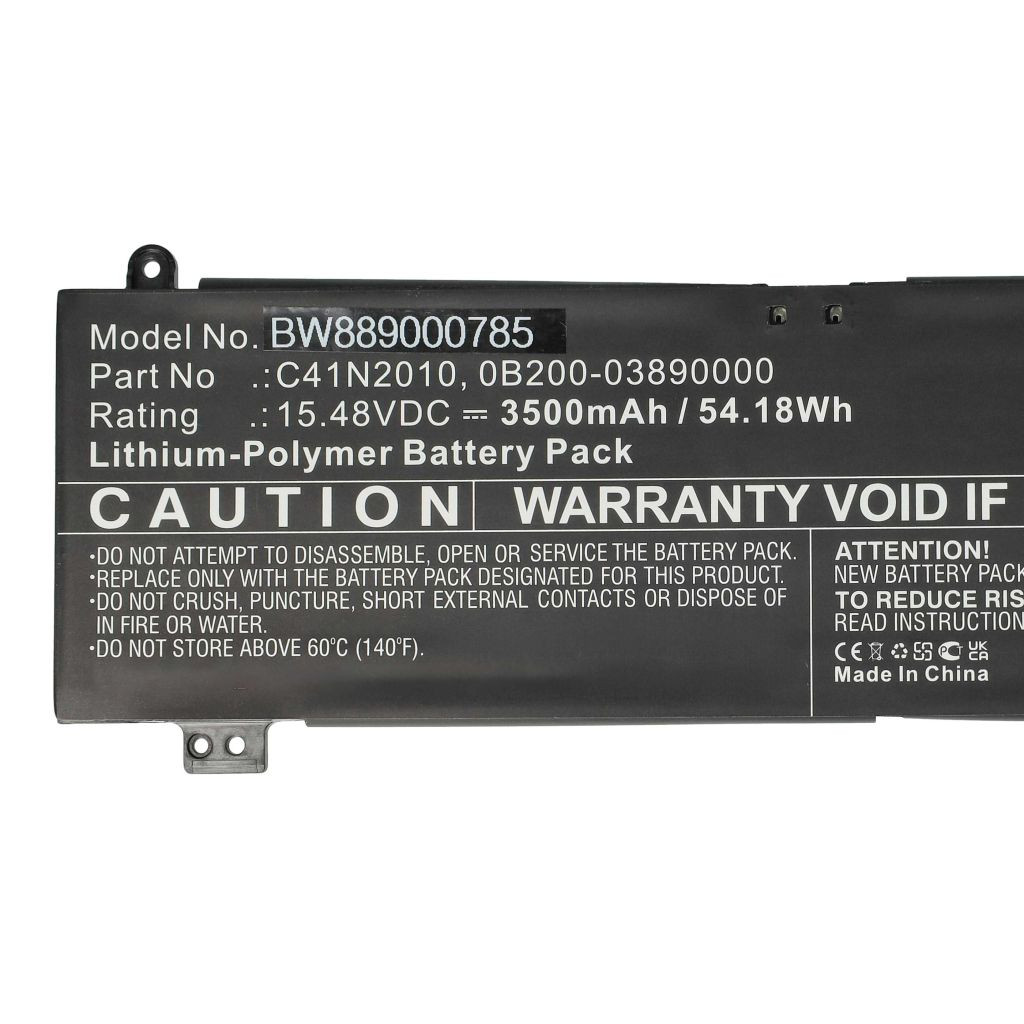 Model No. BW889000785
Part No .: C41N2010, 0B200-03890000
Rating .: 15.48VDC ⎓ 3500mAh / 54.18Wh
Lithium-Polymer Battery Pack
CAUTION
WARRANTY VOID IF
•DO NOT ATTEMPT TO DISASSEMBLE, OPEN OR SERVICE THE BATTERY PACK.
•REPLACE ONLY WITH THE BATTERY PACK DESIGNATED FOR THIS PRODUCT.
•DO NOT CRUSH, PUNCTURE, SHORT EXTERNAL CONTACTS OR DISPOSE OF
IN FIRE OR WATER.
•DO NOT STORE ABOVE 60°C (140°F).
ATTENTION!
NEW BATTERY PACK
TO REDUCE RIS
READ INSTRUCTION
CE UK CA
Made In China